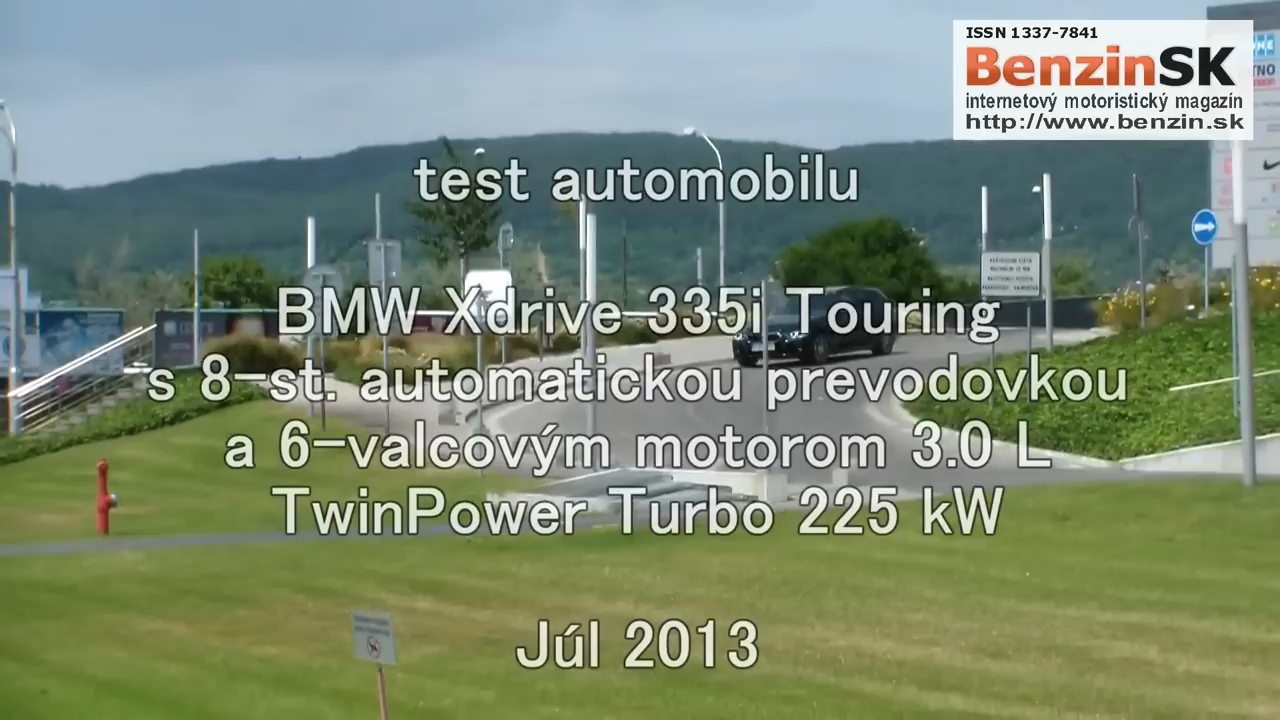 ISSN 1337-7841
BenzinSK
internetový motoristický magazín
http://www.benzin.sk
test automobilu
BMW Xdrive 335i Touring
s 8-st. automatickou prevodovkou
a 6-valcovým motorom 3.0 L
TwinPower Turbo 225 kW
Júl 2013